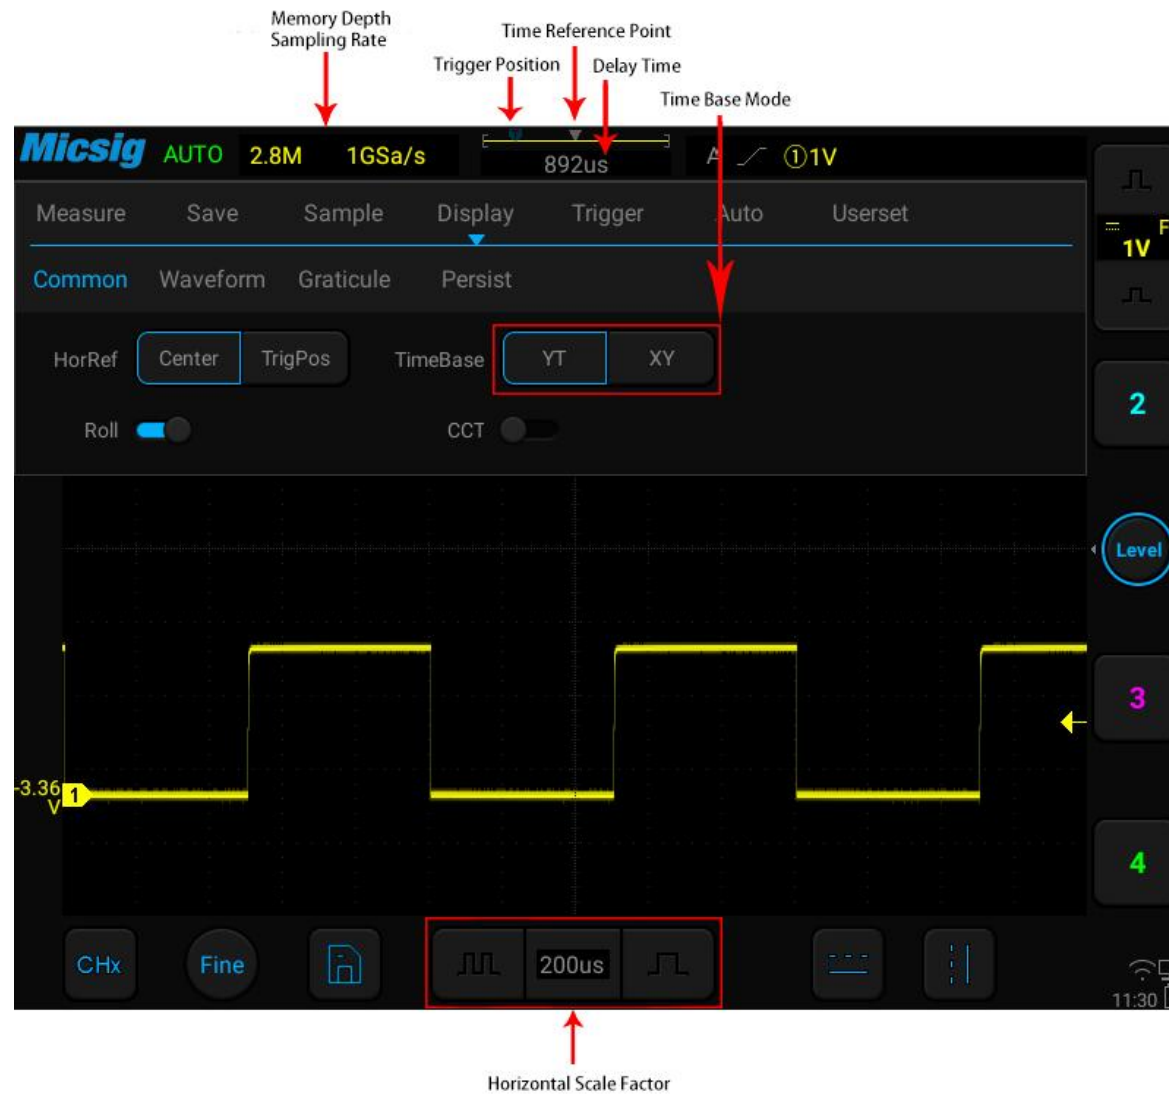 Memory Depth
Sampling Rate
Time Reference Point
Trigger Position
Delay Time
Time Base Mode
Micsig AUTO 2.8M 1GSa/s 892us A ①1V
Measure Save Sample Display Trigger Auto Userset
Common Waveform Graticule Persist
HorRef Center TrigPos TimeBase YT XY
Roll CCT
F
1V
2
Level
3
-3.36
V
1
4
CHx Fine 200us
11:30
Horizontal Scale Factor